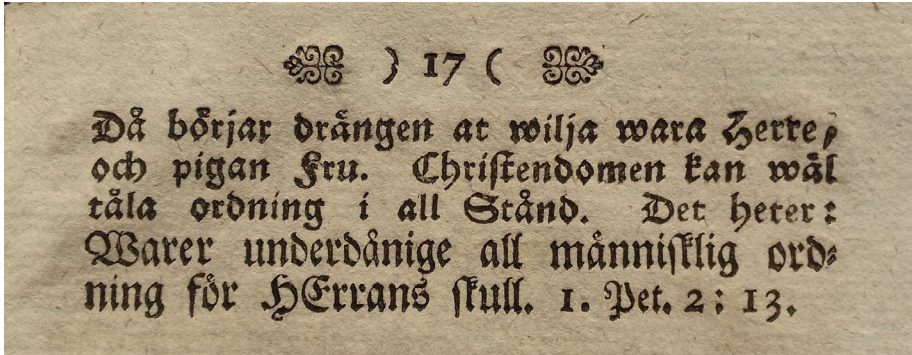 ) 17 (
Då börjar drängen at wilja wara Herre,
och pigan Fru. Christendomen kan wäl
tåla ordning i all Stånd. Det heter:
Warer underdånige all människlig ord-
ning för HErrans skull. 1. Pet. 2: 13.